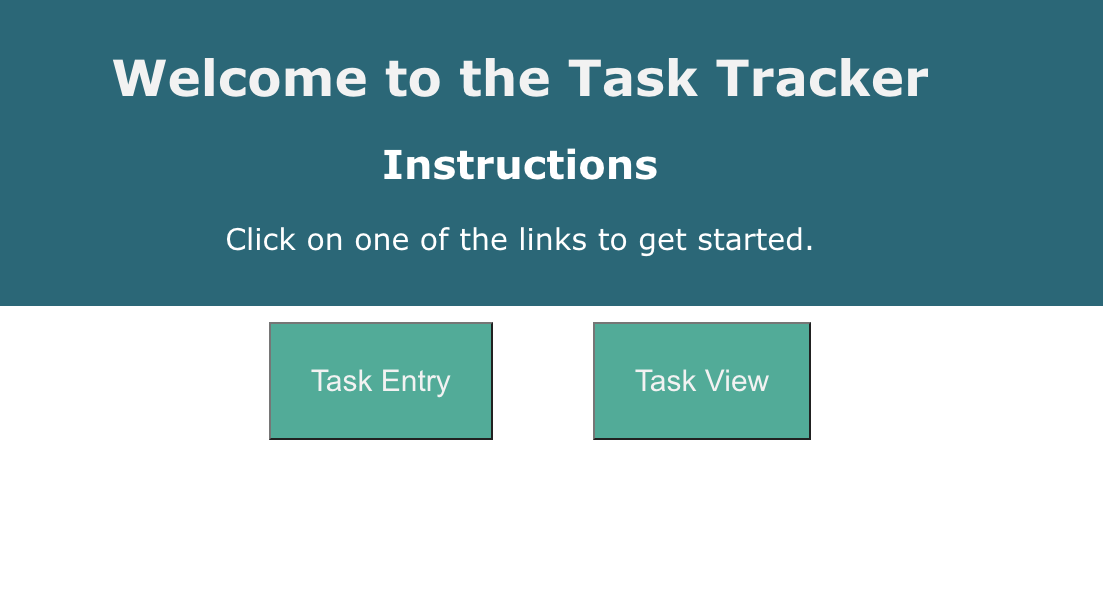 Welcome to the Task Tracker
Instructions
Click on one of the links to get started.
Task Entry
Task View